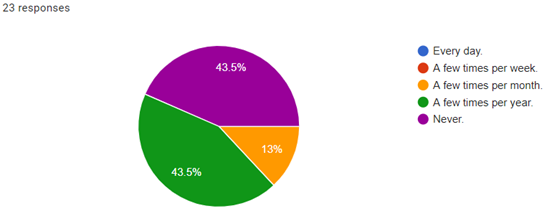 23 responses
43.5%
13%
43.5%
Every day.
A few times per week.
A few times per month.
A few times per year.
Never.